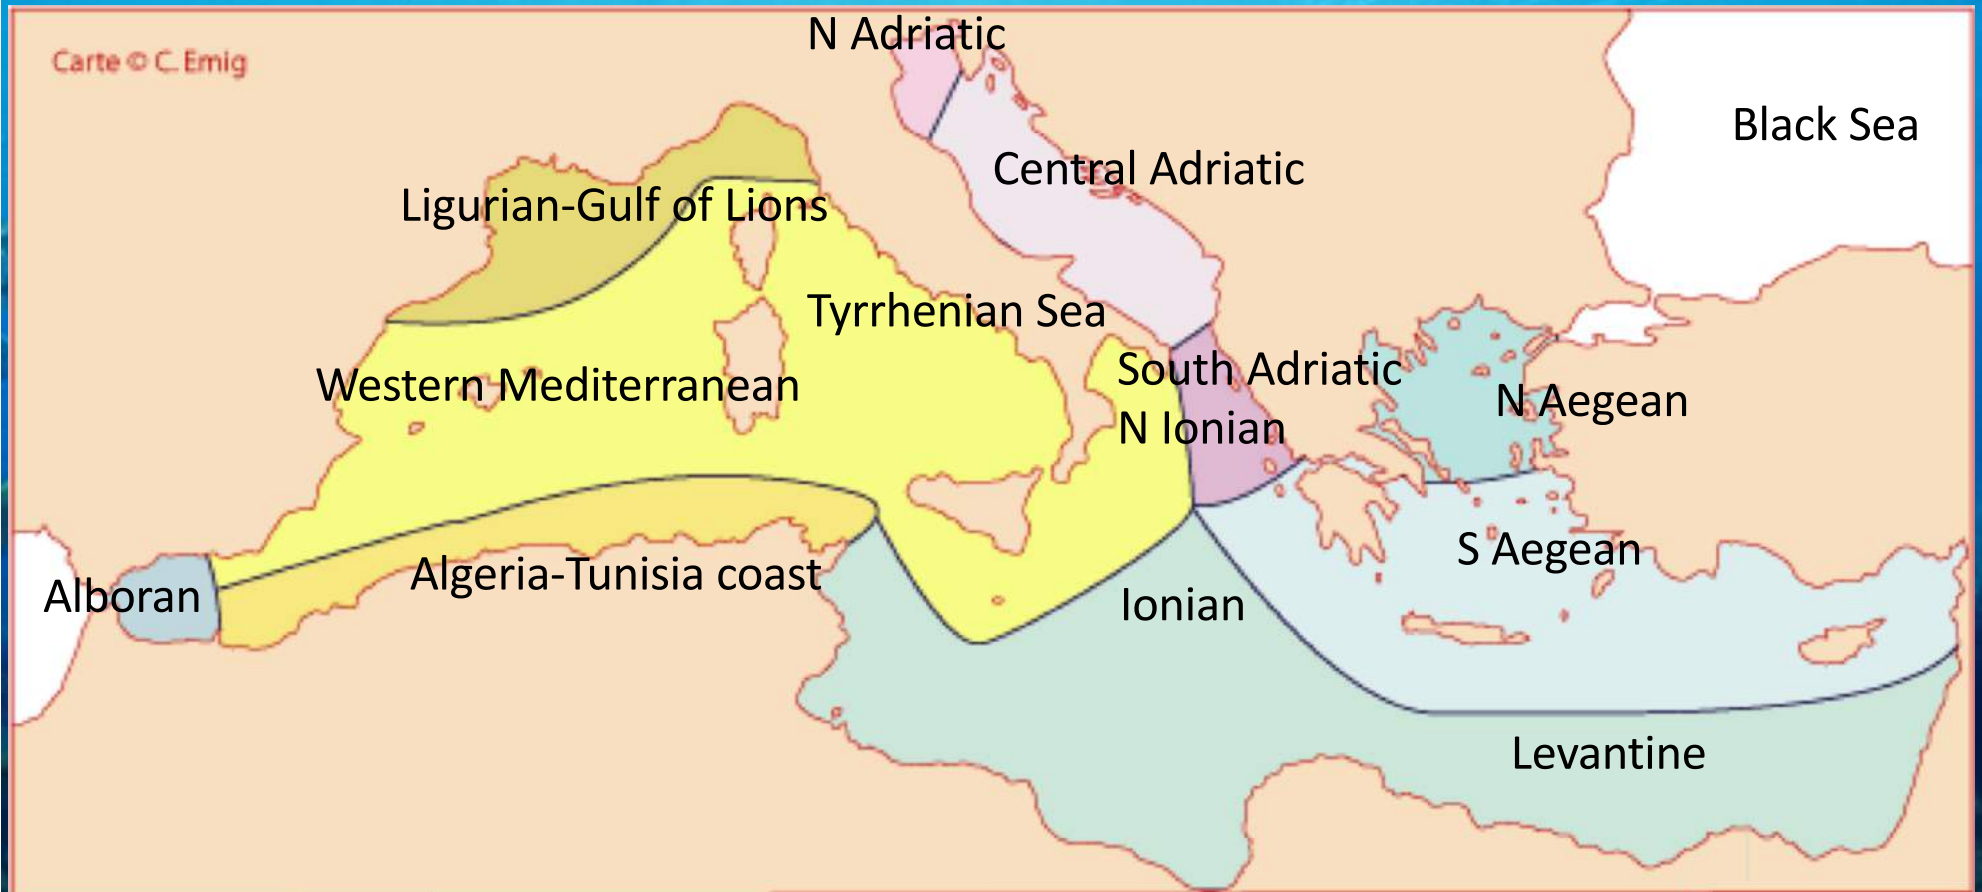 N Adriatic
Carte © C. Emig
Black Sea
Central Adriatic
Ligurian-Gulf of Lions
Tyrrhenian Sea
South Adriatic
N Ionian
Western Mediterranean
N Aegean
S Aegean
Algeria-Tunisia coast
Alboran
Ionian
Levantine